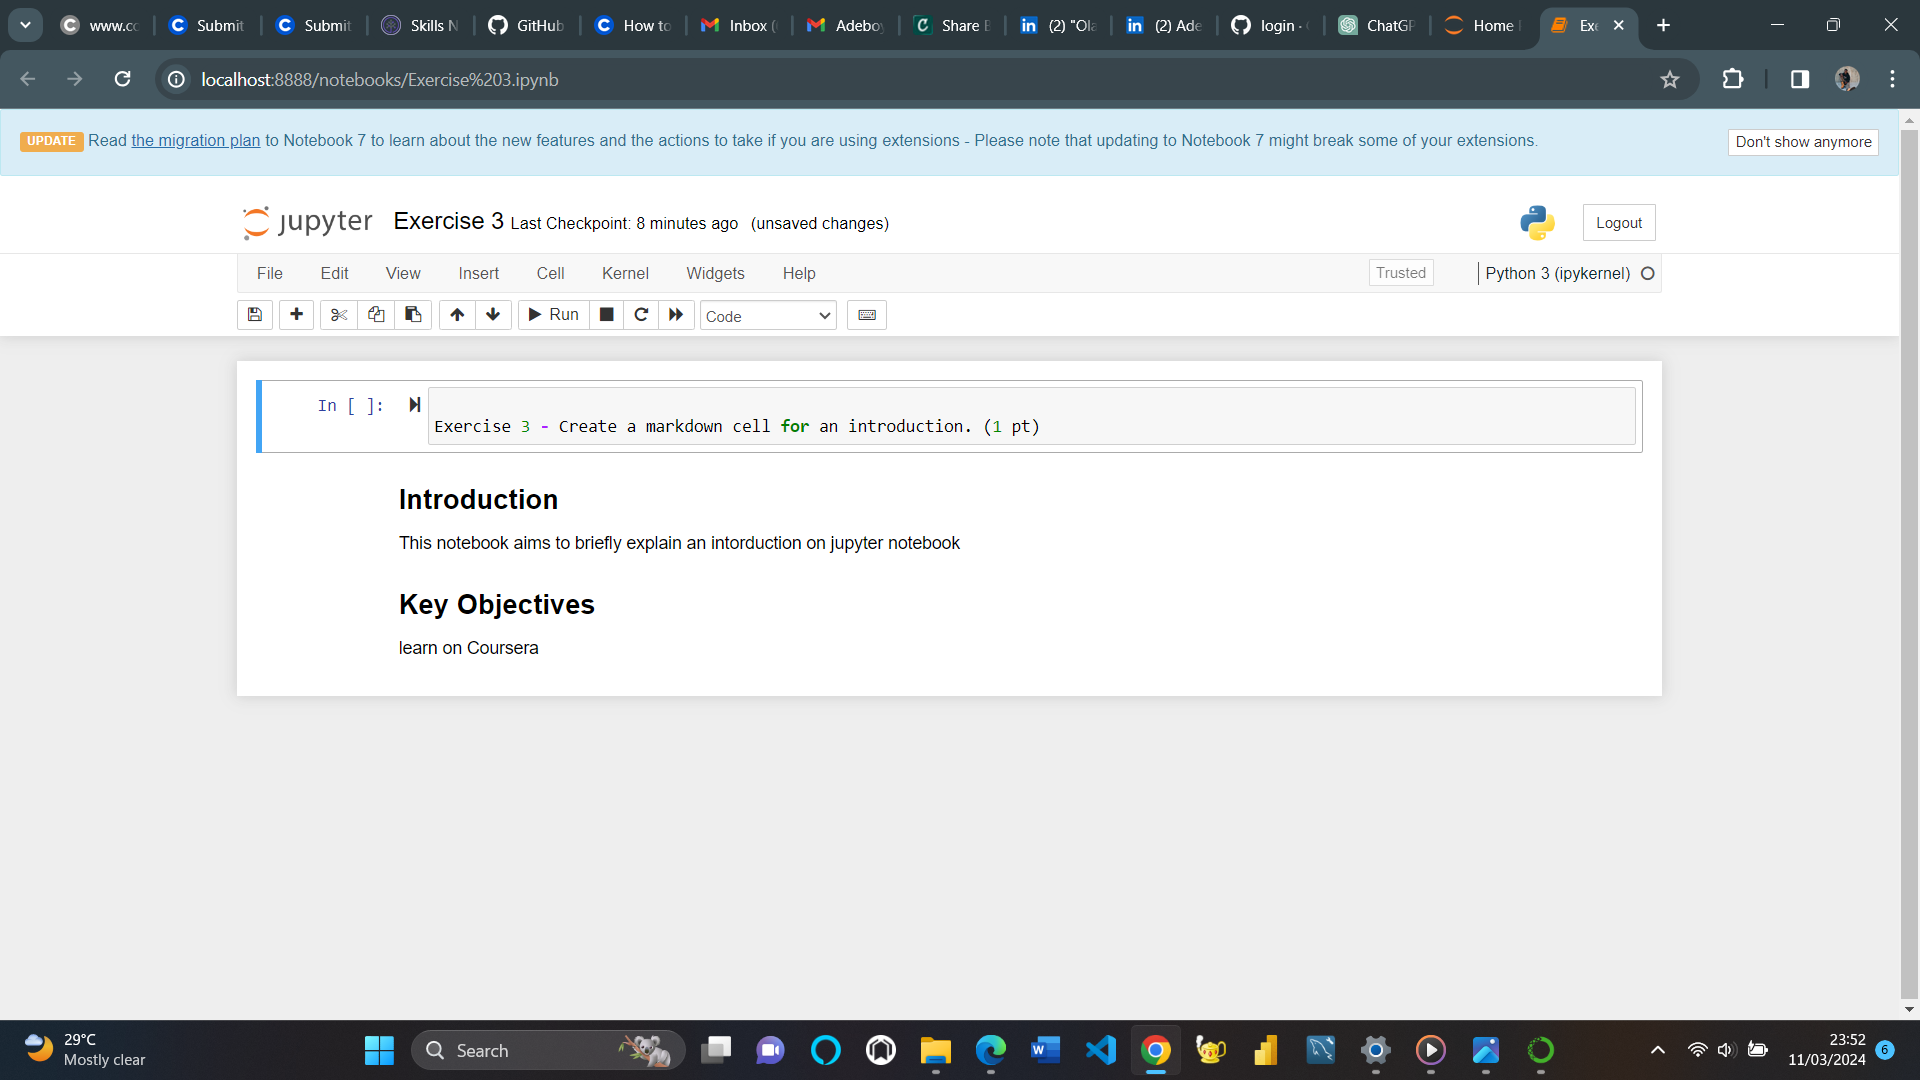 www.cc
Submit
Submit
Skills N
GitHub
How to
Inbox (
Adeboy
Share E
(2) "Ola
(2) Ade
login · 
ChatGP
Home
Exe
localhost:8888/notebooks/Exercise%203.ipynb
UPDATE Read the migration plan to Notebook 7 to learn about the new features and the actions to take if you are using extensions - Please note that updating to Notebook 7 might break some of your extensions.
Don't show anymore
jupyter Exercise 3 Last Checkpoint: 8 minutes ago (unsaved changes)
Logout
File Edit View Insert Cell Kernel Widgets Help
Trusted
Python 3 (ipykernel)
Run
Code
In [ ]:
Exercise 3 - Create a markdown cell for an introduction. (1 pt)
Introduction
This notebook aims to briefly explain an intorduction on jupyter notebook
Key Objectives
learn on Coursera
29°C
Mostly clear
Search
23:52
11/03/2024
6